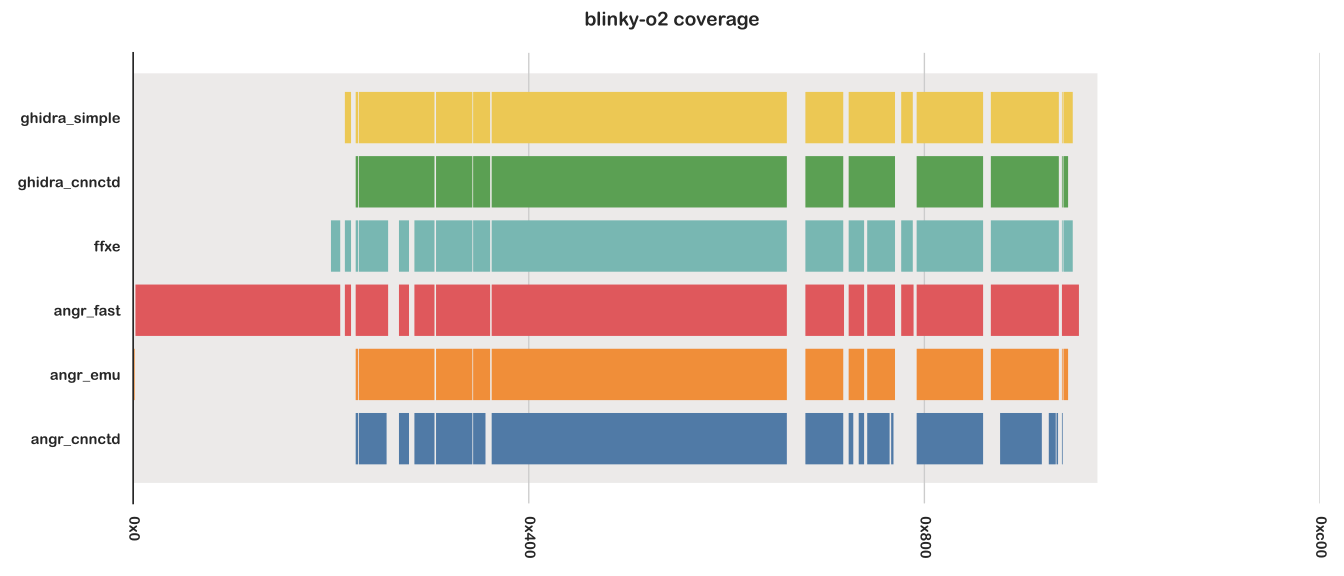 blinky-o2 coverage
ghidra_simple
ghidra_cnnctd
ffxe
angr_fast
angr_emu
angr_cnnctd
0x0
0x400
0x800
0xc00